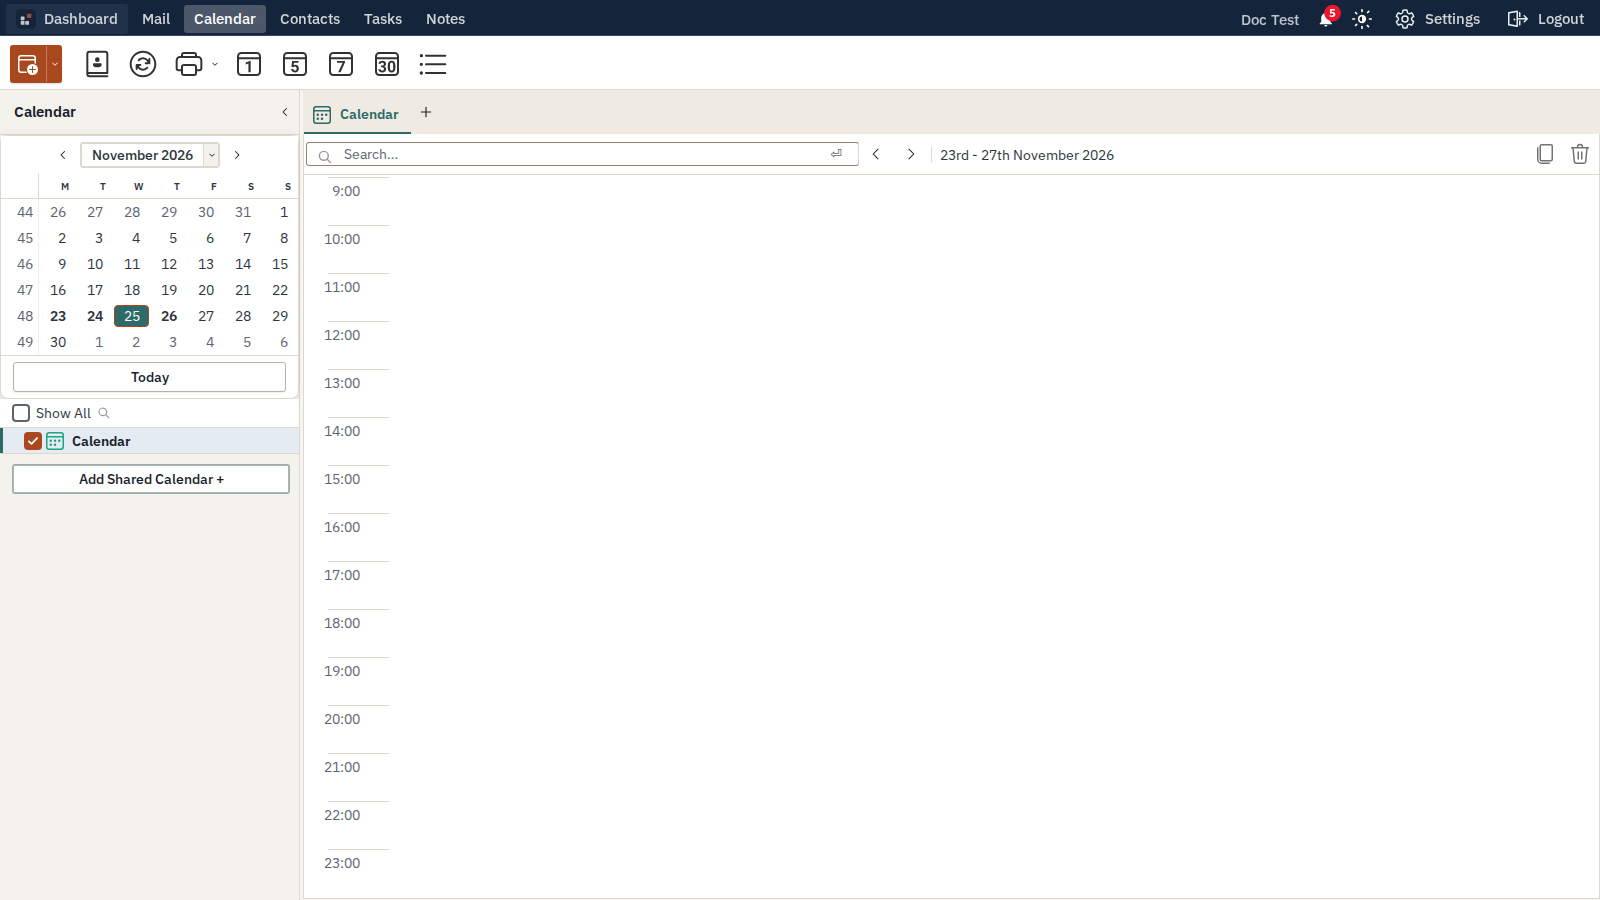 Dashboard Mail Calendar Contacts Tasks Notes Doc Test 5 Settings Logout
1 5 7 30
Calendar
Calendar
November 2026
Search...
23rd - 27th November 2026
M T W T F S S
44 26 27 28 29 30 31 1
45 2 3 4 5 6 7 8
46 9 10 11 12 13 14 15
47 16 17 18 19 20 21 22
48 23 24 25 26 27 28 29
49 30 1 2 3 4 5 6
Today
Show All
Calendar
Add Shared Calendar +
9:00
10:00
11:00
12:00
13:00
14:00
15:00
16:00
17:00
18:00
19:00
20:00
21:00
22:00
23:00